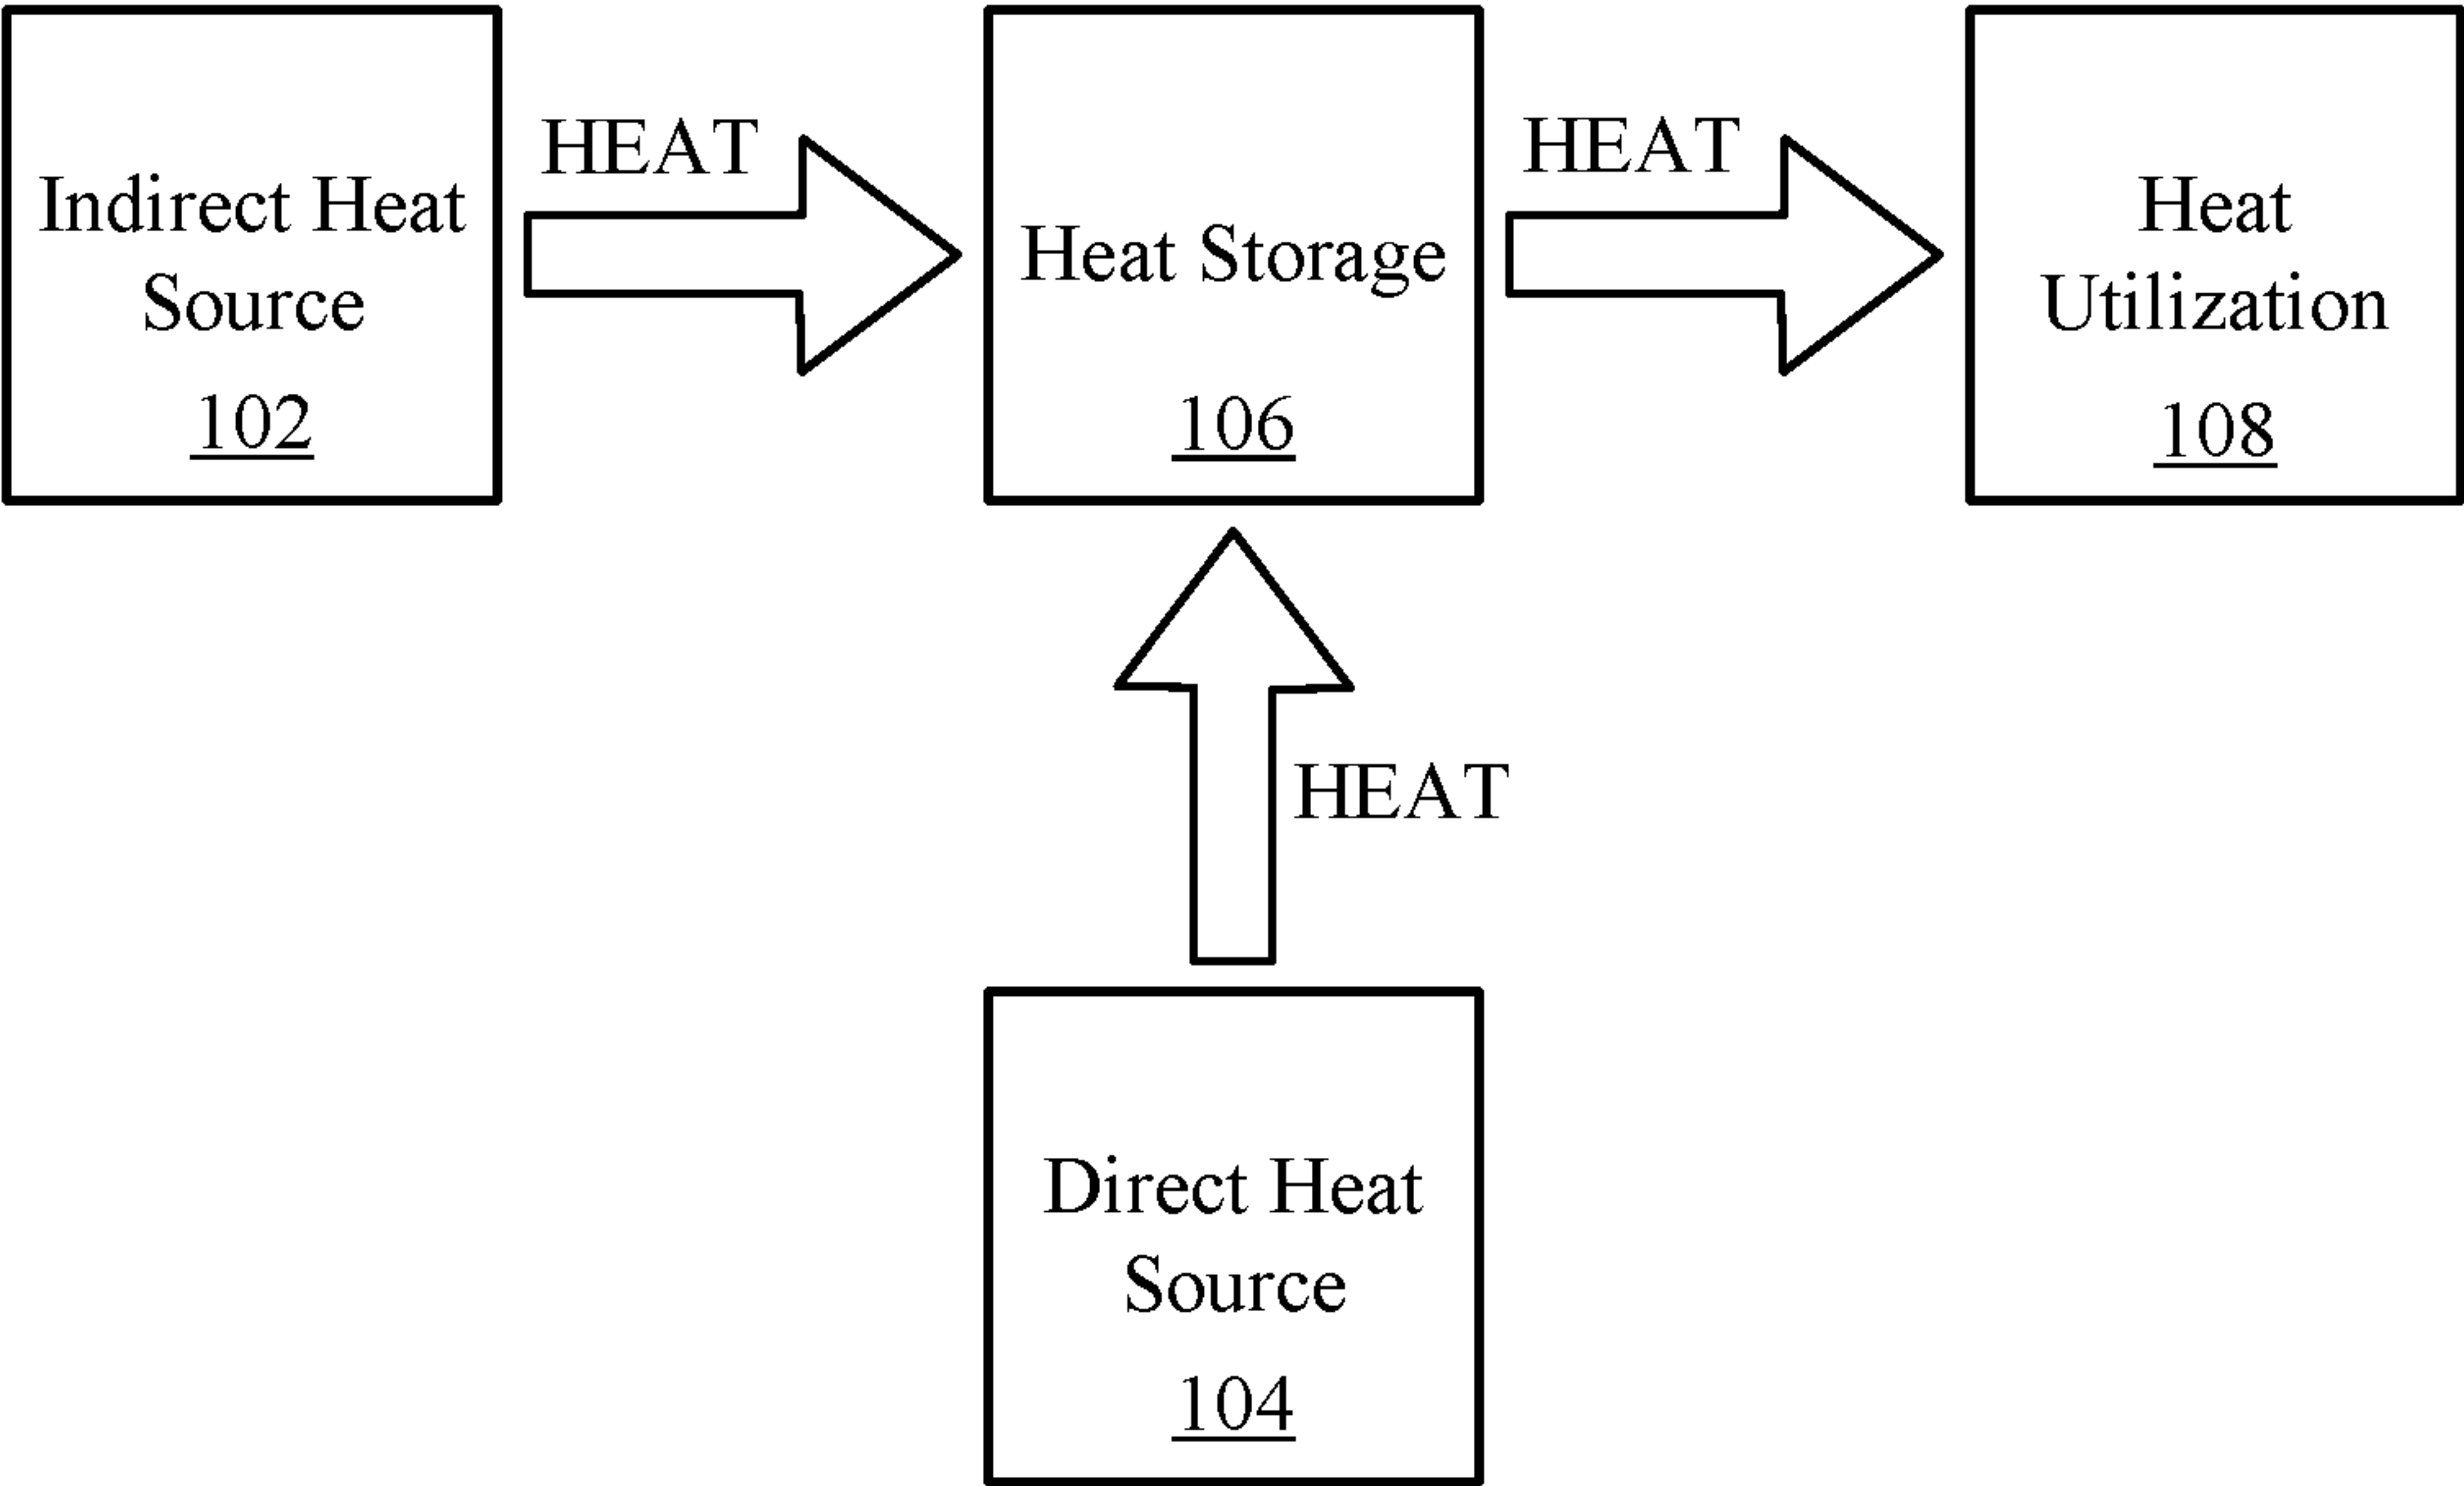 Indirect Heat
Source
102
HEAT
Heat Storage
106
HEAT
Heat
Utilization
108
HEAT
Direct Heat
Source
104